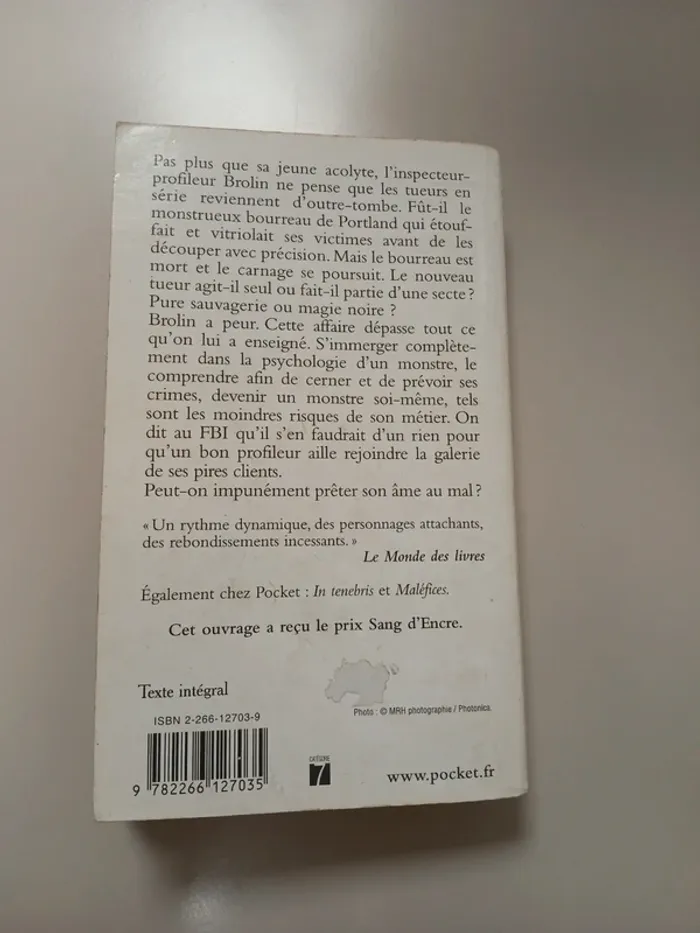 Pas plus que sa jeune acolyte, l'inspecteur-
profileur Brolin ne pense que les tueurs en
série reviennent d'outre-tombe. Fût-il le
monstrueux bourreau de Portland qui étouf-
fait et vitriolait ses victimes avant de les
découper avec précision. Mais le bourreau est
mort et le carnage se poursuit. Le nouveau
tueur agit-il seul ou fait-il partie d'une secte ?
Pure sauvagerie ou magie noire ?
Brolin a peur. Cette affaire dépasse tout ce
qu'on lui a enseigné. S'immerger complète-
ment dans la psychologie d'un monstre, le
comprendre afin de cerner et de prévoir ses
crimes, devenir un monstre soi-même, tels
sont les moindres risques de son métier. On
dit au FBI qu'il s'en faudrait d'un rien pour
qu'un bon profileur aille rejoindre la galerie
de ses pires clients.
Peut-on impunément prêter son âme au mal ?
« Un rythme dynamique, des personnages attachants,
des rebondissements incessants. »
Le Monde des livres
Également chez Pocket : In tenebris et Maléfices.
Cet ouvrage a reçu le prix Sang d'Encre.
Texte intégral
Photo : © MRH photographie / Photonica.
ISBN 2-266-12703-9
9 782266 127035
CATÉGORIE
7
www.pocket.fr